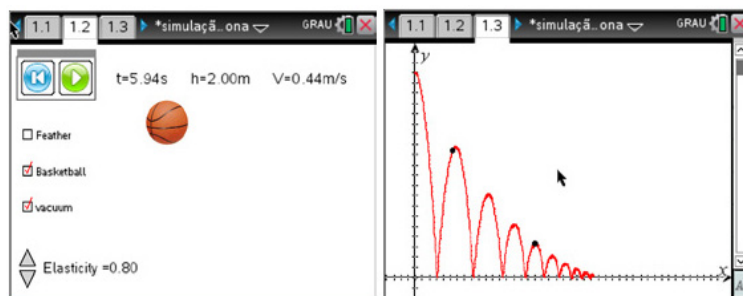 1.1 1.2 1.3 *simulaçã...ona GRAU
t=5.94s h=2.00m V=0.44m/s
Feather
Basketball
vacuum
Elasticity =0.80
1.1 1.2 1.3 *simulaçã...ona GRAU
y
x